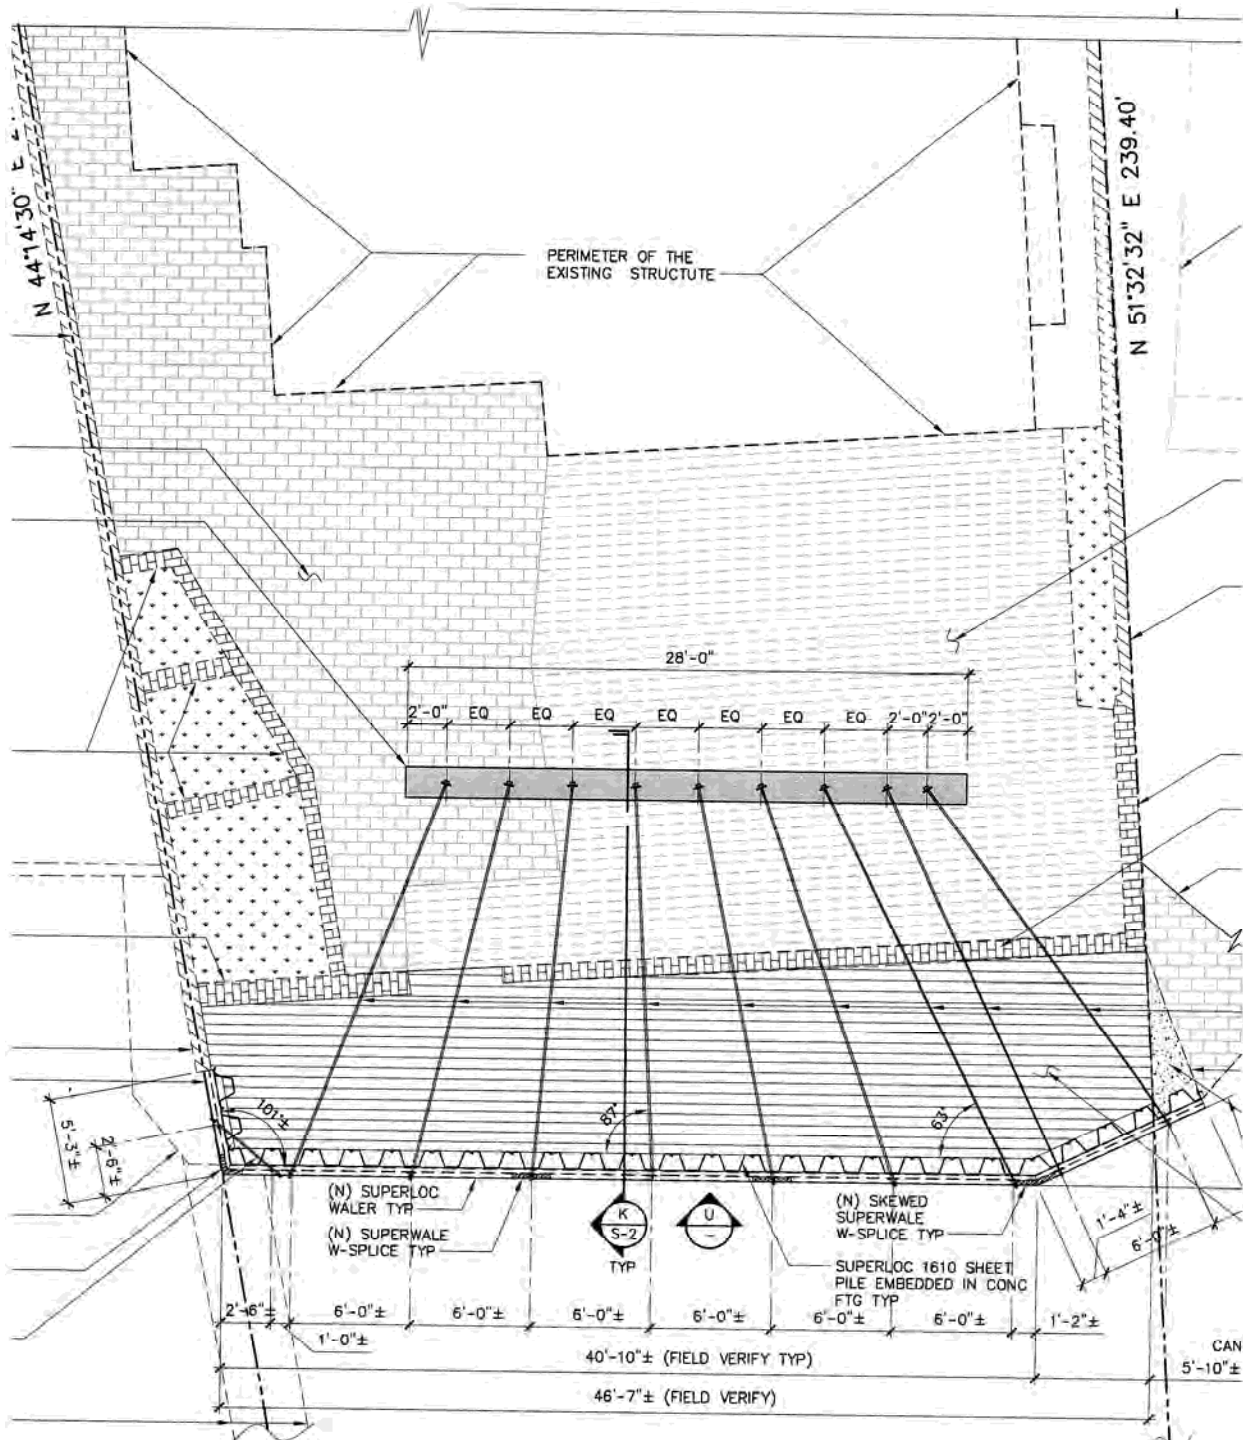 N 44°14'30" E 2
N 51°32'32" E 239.40'
PERIMETER OF THE
EXISTING STRUCTUTE
28'-0"
2'-0" EQ EQ EQ EQ EQ EQ EQ 2'-0" 2'-0"
101°±
87°
63°
5'-3"±
2'-6"±
(N) SUPERLOC
WALER TYP
(N) SUPERWALE
W-SPLICE TYP
K
S-2
TYP
U
–
(N) SKEWED
SUPERWALE
W-SPLICE TYP
SUPERLOC 1610 SHEET
PILE EMBEDDED IN CONC
FTG TYP
1'-4"±
6'-0"±
2'-6"± 6'-0"± 6'-0"± 6'-0"± 6'-0"± 6'-0"± 6'-0"± 1'-2"±
1'-0"±
40'-10"± (FIELD VERIFY TYP)
CAN
5'-10"±
46'-7"± (FIELD VERIFY)